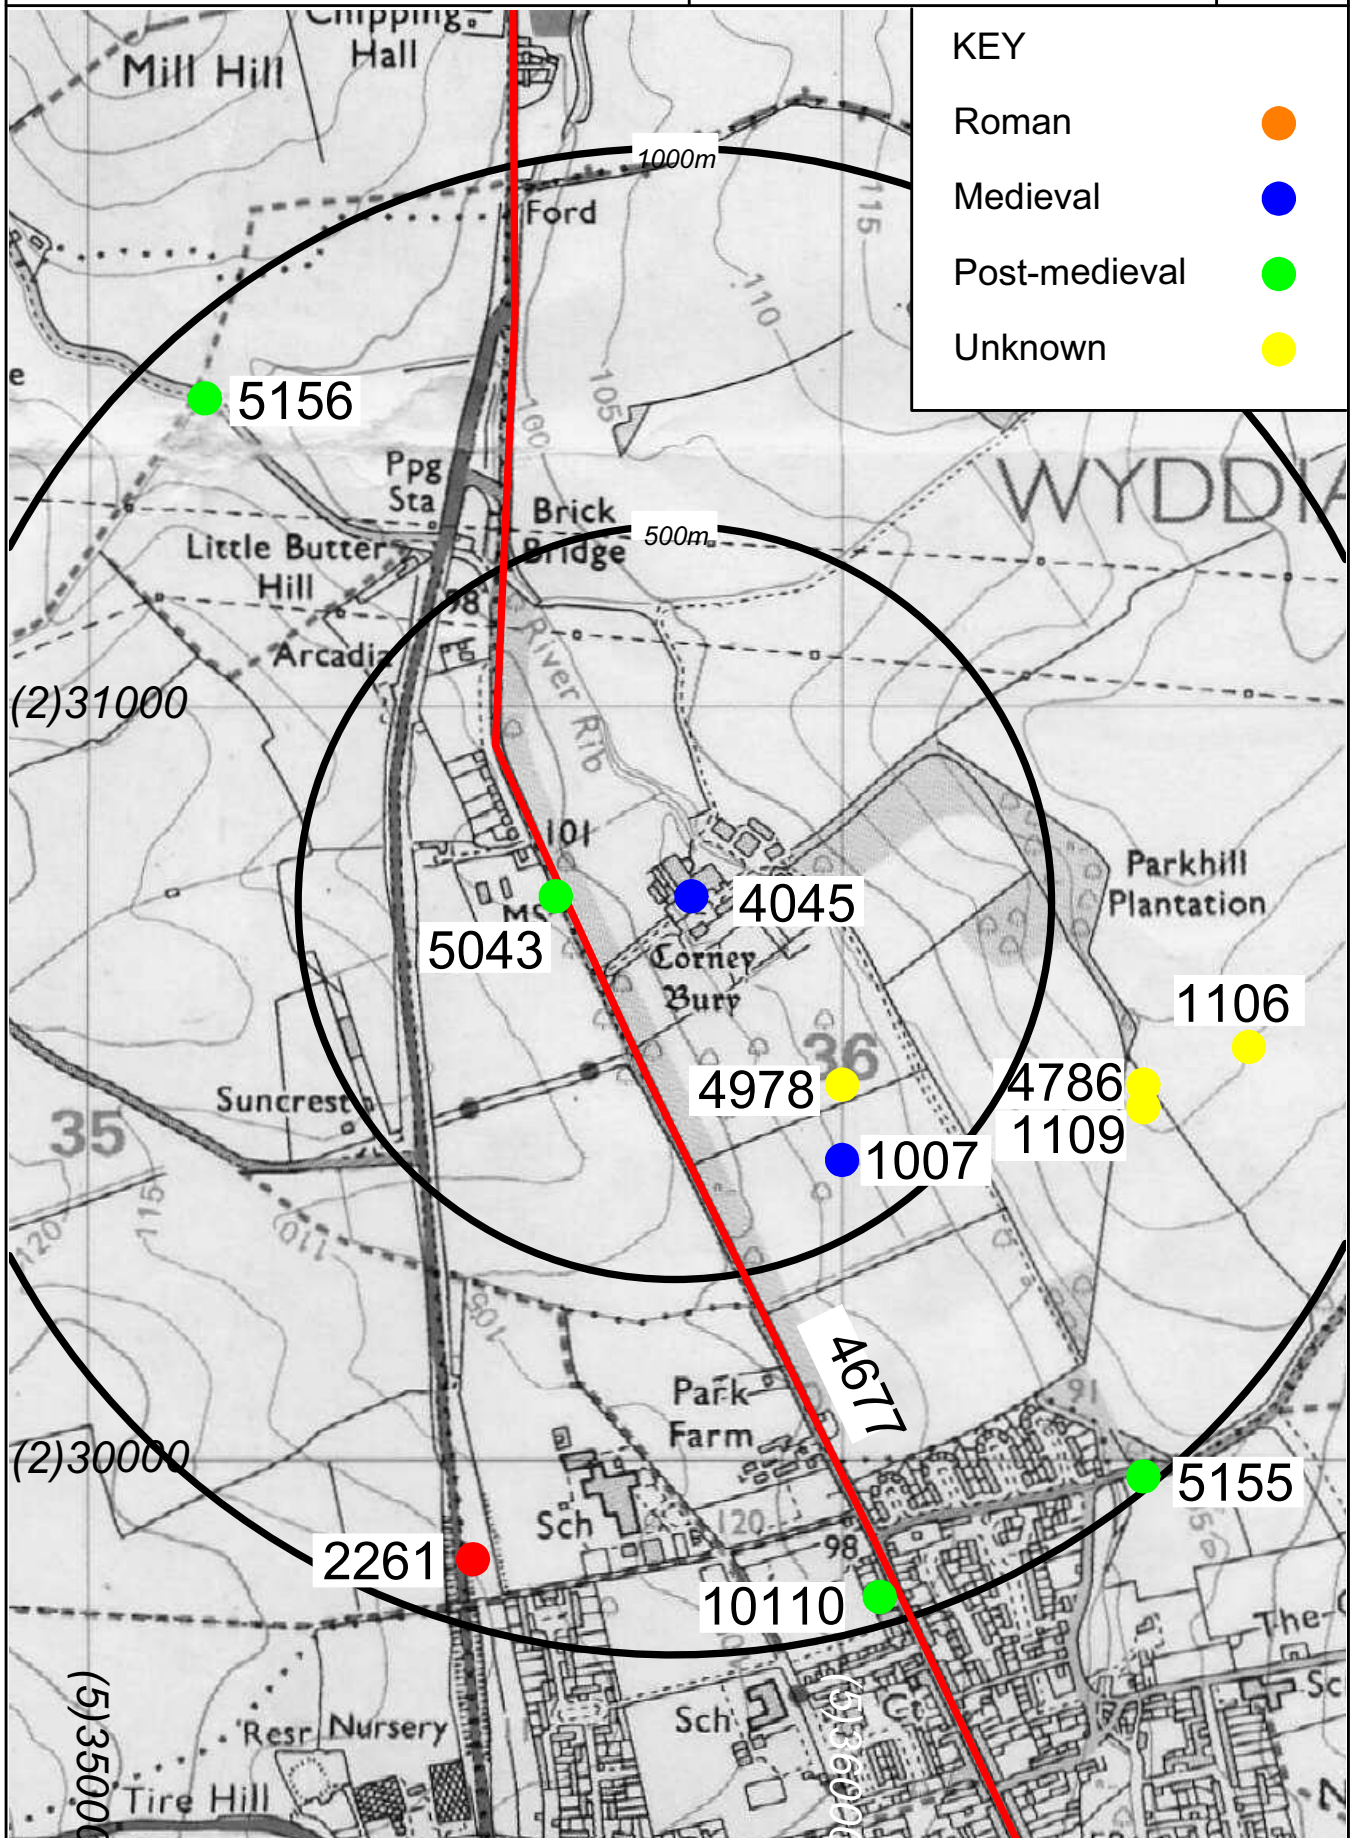 Chipping
Hall
Mill Hill
KEY
Roman
Medieval
Post-medieval
Unknown
1000m
Ford
115
110
105
100
e
5156
Ppg
Sta
Brick
Bridge
500m
WYDDIA
Little Butter
Hill
98
Arcadia
River Rib
(2)31000
101
MS
5043
4045
Corney
Bury
Parkhill
Plantation
1106
36
4978
4786
1109
1007
Suncrest
35
120
115
110
105
4677
Park
Farm
91
(2)30000
5155
Sch
120
98
2261
10110
The
Sc
(5)35000
(5)36000
Sch
C
Resr
Nursery
Tire Hill
N